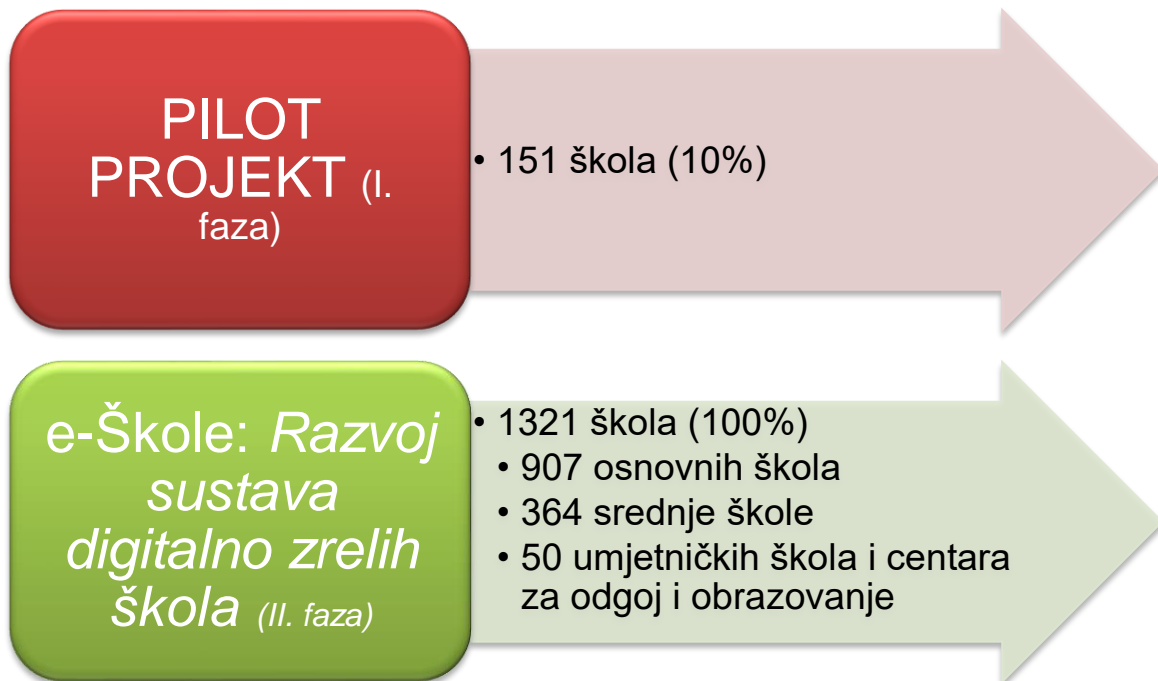 PILOT
PROJEKT (I.
faza)
• 151 škola (10%)
e-Škole: Razvoj
sustava
digitalno zrelih
škola (II. faza)
• 1321 škola (100%)
• 907 osnovnih škola
• 364 srednje škole
• 50 umjetničkih škola i centara
za odgoj i obrazovanje